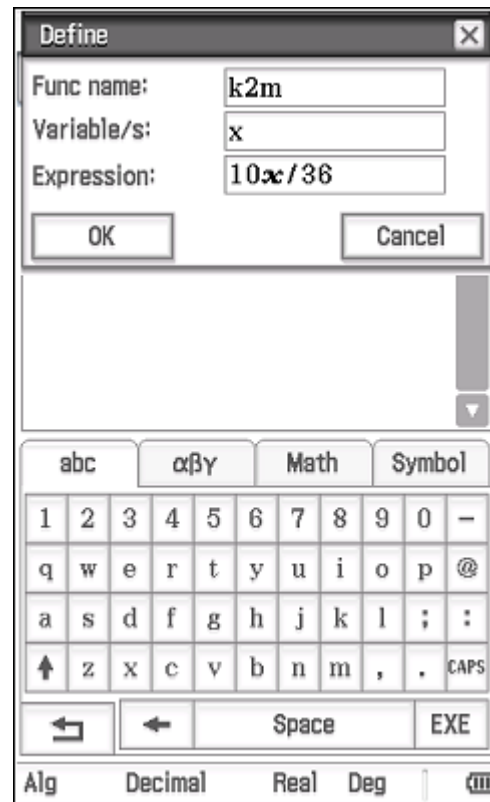 Define
Func name: k2m
Variable/s: x
Expression: 10x/36
OK Cancel
abc αβγ Math Symbol
1 2 3 4 5 6 7 8 9 0 −
q w e r t y u i o p @
a s d f g h j k l ; :
z x c v b n m , . CAPS
Space EXE
Alg Decimal Real Deg